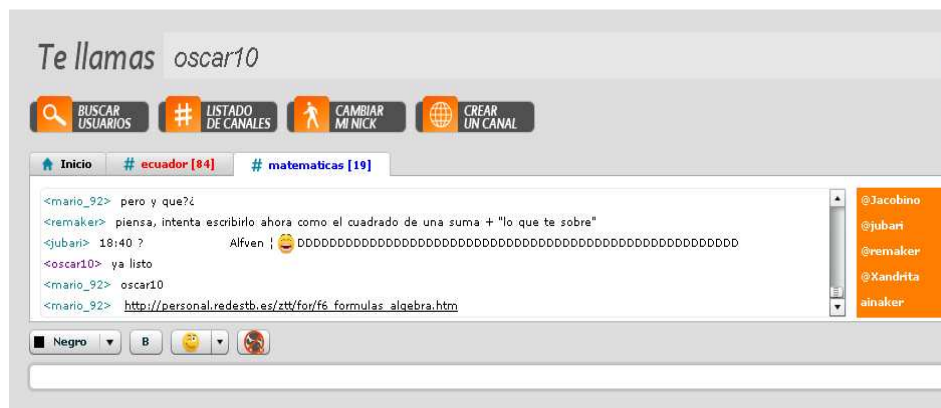 Te llamas oscar10
BUSCAR
USUARIOS
LISTADO
DE CANALES
CAMBIAR
MI NICK
CREAR
UN CANAL
Inicio
# ecuador [84]
# matematicas [19]
<mario_92> pero y que?¿
<remaker> piensa, intenta escribirlo ahora como el cuadrado de una suma + "lo que te sobre"
<jubari> 18:40 ? Alfven ¦ DDDDDDDDDDDDDDDDDDDDDDDDDDDDDDDDDDDDDDDDDDDDDDDDDDDDDDD
<oscar10> ya listo
<mario_92> oscar10
<mario_92> http://personal.redestb.es/ztt/for/f6_formulas_algebra.htm
@Jacobino
@jubari
@remaker
@Xandrita
ainaker
Negro
B